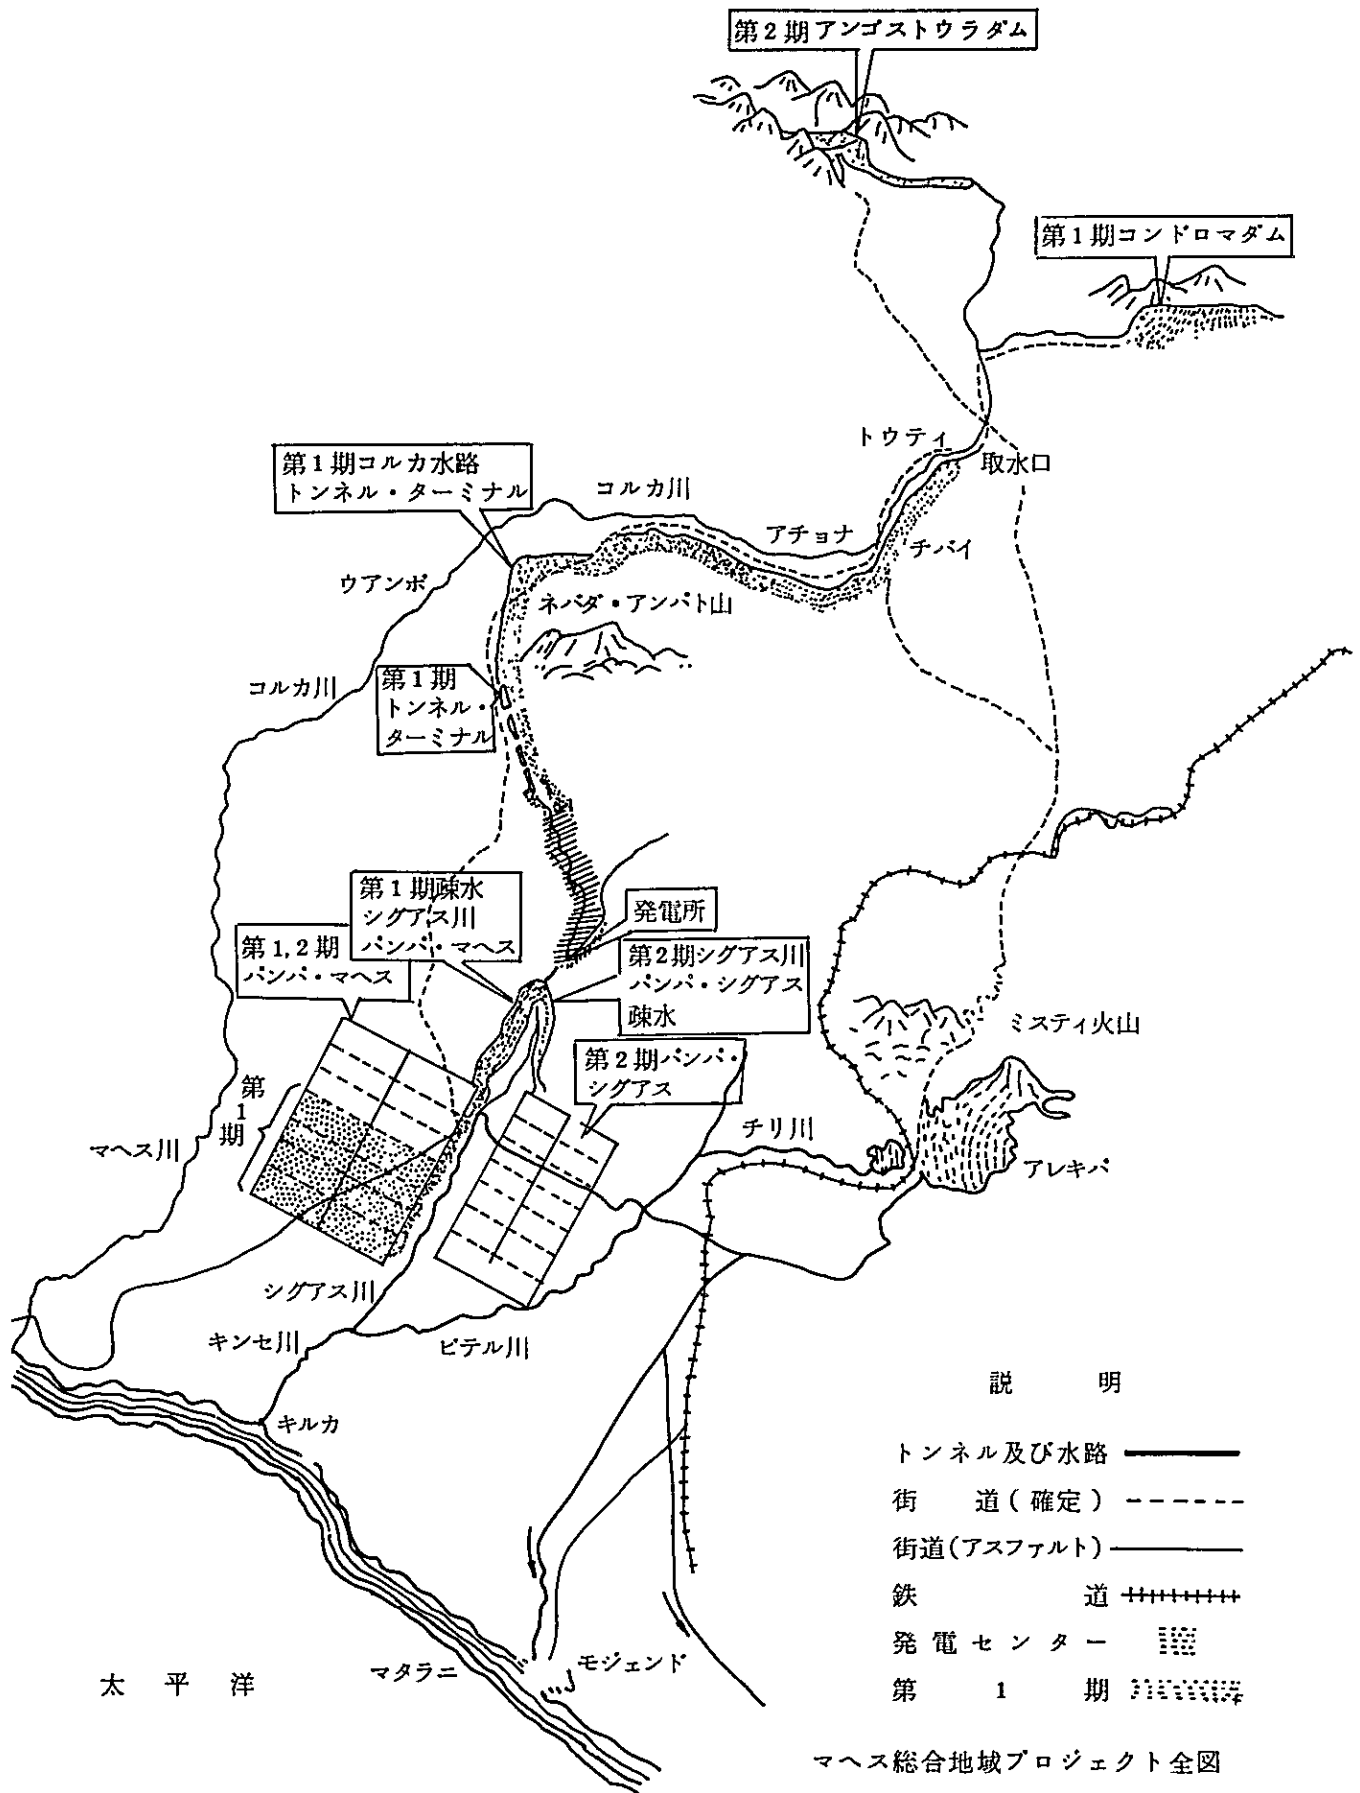 第2期アンゴストウラダム
第1期コンドロマダム
トウティ
取水口
第1期コルカ水路
トンネル・ターミナル
コルカ川
アチョナ
チバイ
ウアンボ
ネバダ・アンパト山
コルカ川
第1期
トンネル・
ターミナル
第1期疎水
シグアス川
パンパ・マヘス
発電所
第1,2期
パンパ・マヘス
第2期シグアス川
パンパ・シグアス
疎水
ミスティ火山
第2期パンパ・
シグアス
第1期
チリ川
マヘス川
アレキパ
シグアス川
キンセ川
ビテル川
キルカ
説 明
トンネル及び水路
街 道(確定)
街道(アスファルト)
鉄 道
発電センター
第 1 期
太 平 洋
マタラニ
モジェンド
マヘス総合地域プロジェクト全図